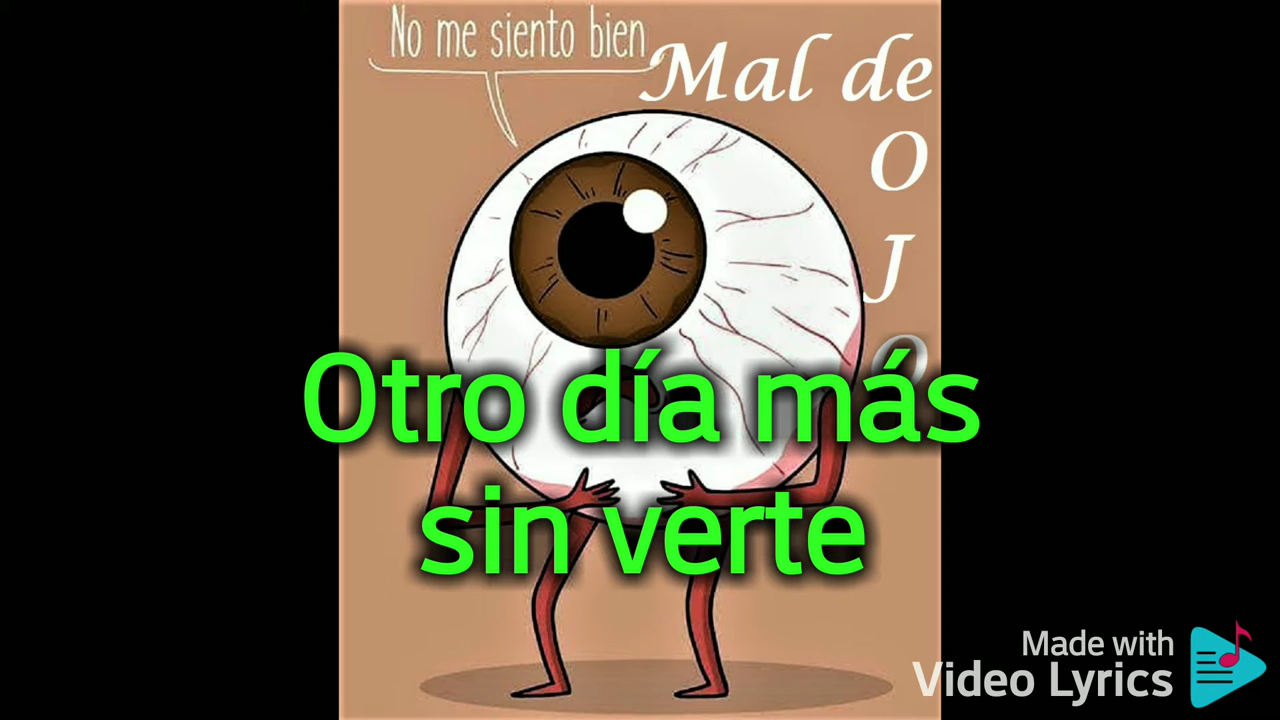 No me siento bien
Mal de
O
J
O
Otro día más
sin verte
Made with
Video Lyrics